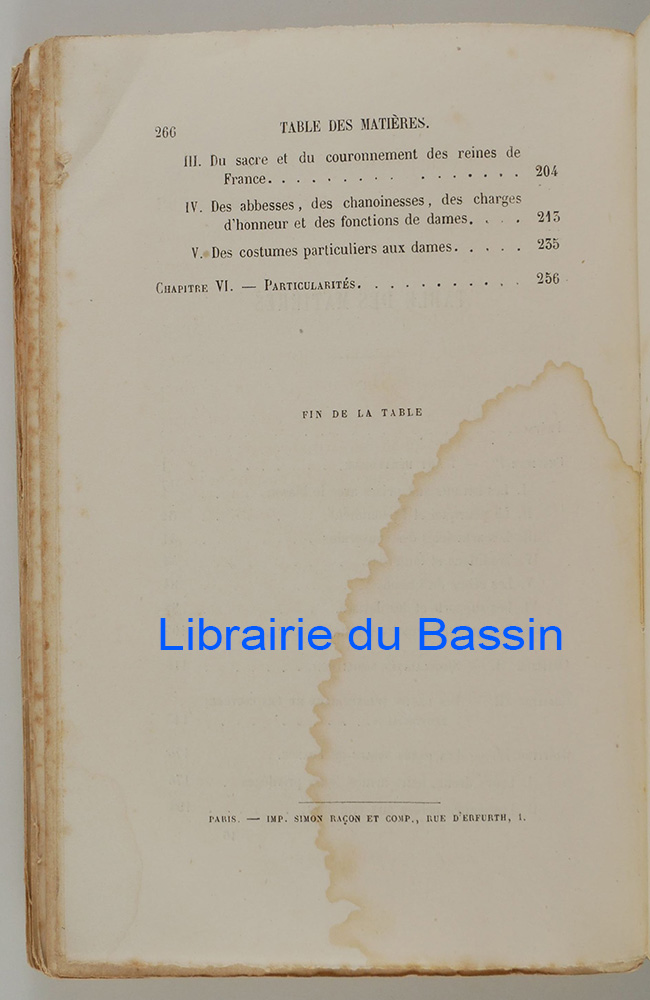 266 TABLE DES MATIÈRES.
III. Du sacre et du couronnement des reines de
France. . . . . . . . . . . . . . . . . 204
IV. Des abbesses, des chanoinesses, des charges
d'honneur et des fonctions de dames. . . . 213
V. Des costumes particuliers aux dames. . . . . 235
CHAPITRE VI. — PARTICULARITÉS. . . . . . . . . . . . 256
FIN DE LA TABLE
Librairie du Bassin
PARIS. — IMP. SIMON RAÇON ET COMP., RUE D'ERFURTH, 1.